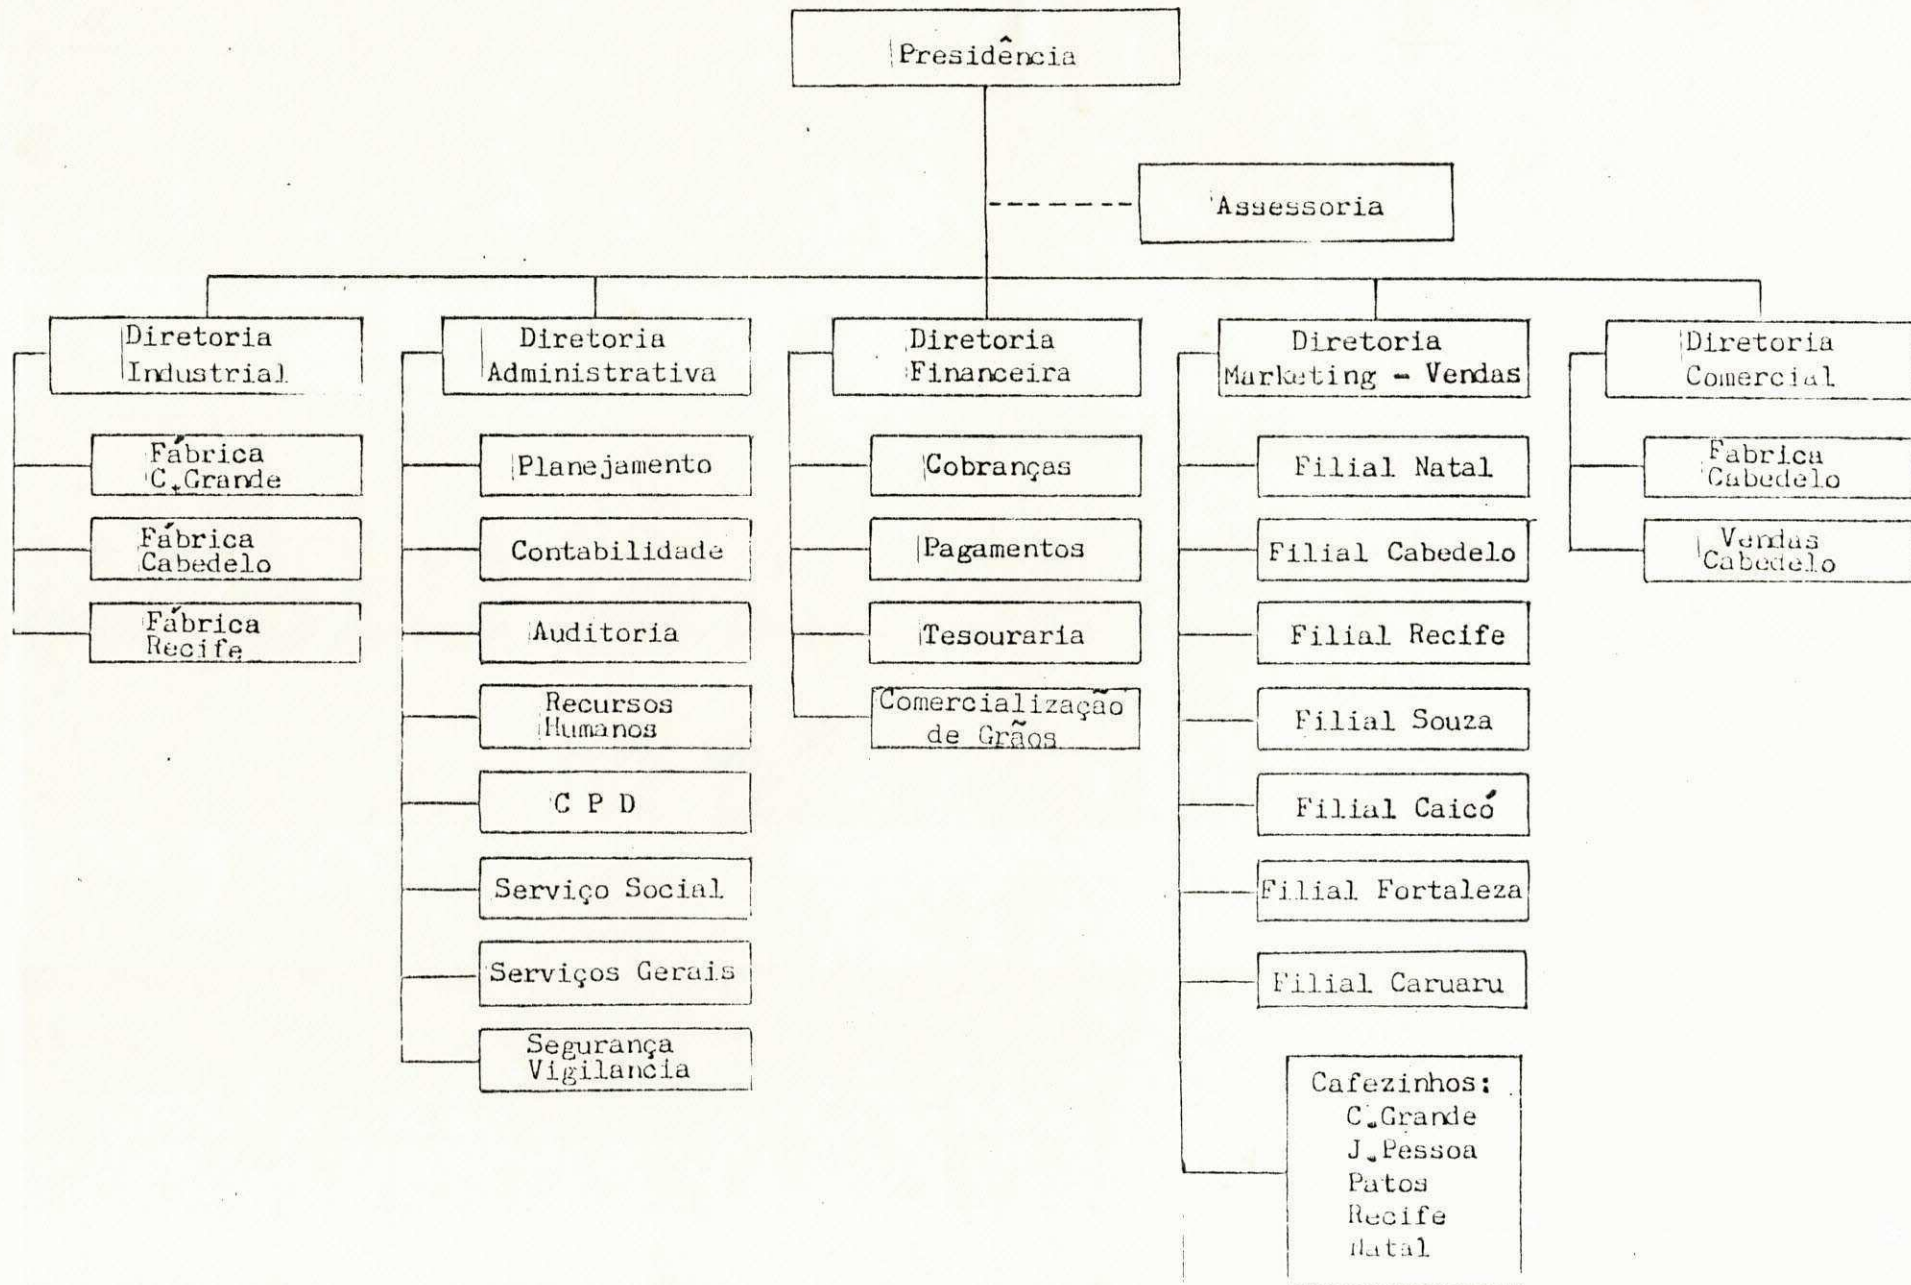 Presidência
Assessoria
Diretoria
Industrial
Fábrica
C.Grande
Fábrica
Cabedelo
Fábrica
Recife
Diretoria
Administrativa
Planejamento
Contabilidade
Auditoria
Recursos
Humanos
C P D
Serviço Social
Serviços Gerais
Segurança
Vigilancia
Diretoria
Financeira
Cobranças
Pagamentos
Tesouraria
Comercialização
de Grãos
Diretoria
Marketing - Vendas
Filial Natal
Filial Cabedelo
Filial Recife
Filial Souza
Filial Caicó
Filial Fortaleza
Filial Caruaru
Cafezinhos:
C.Grande
J.Pessoa
Patos
Recife
Natal
Diretoria
Comercial
Fabrica
Cabedelo
Vendas
Cabedelo